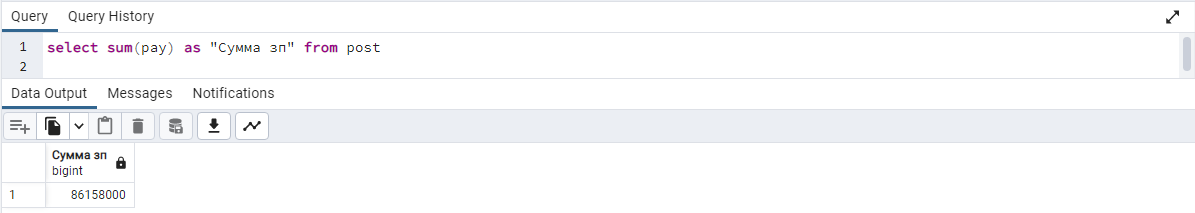 Query Query History
1 select sum(pay) as "Сумма зп" from post
2
Data Output Messages Notifications
Сумма зп
bigint
1 86158000